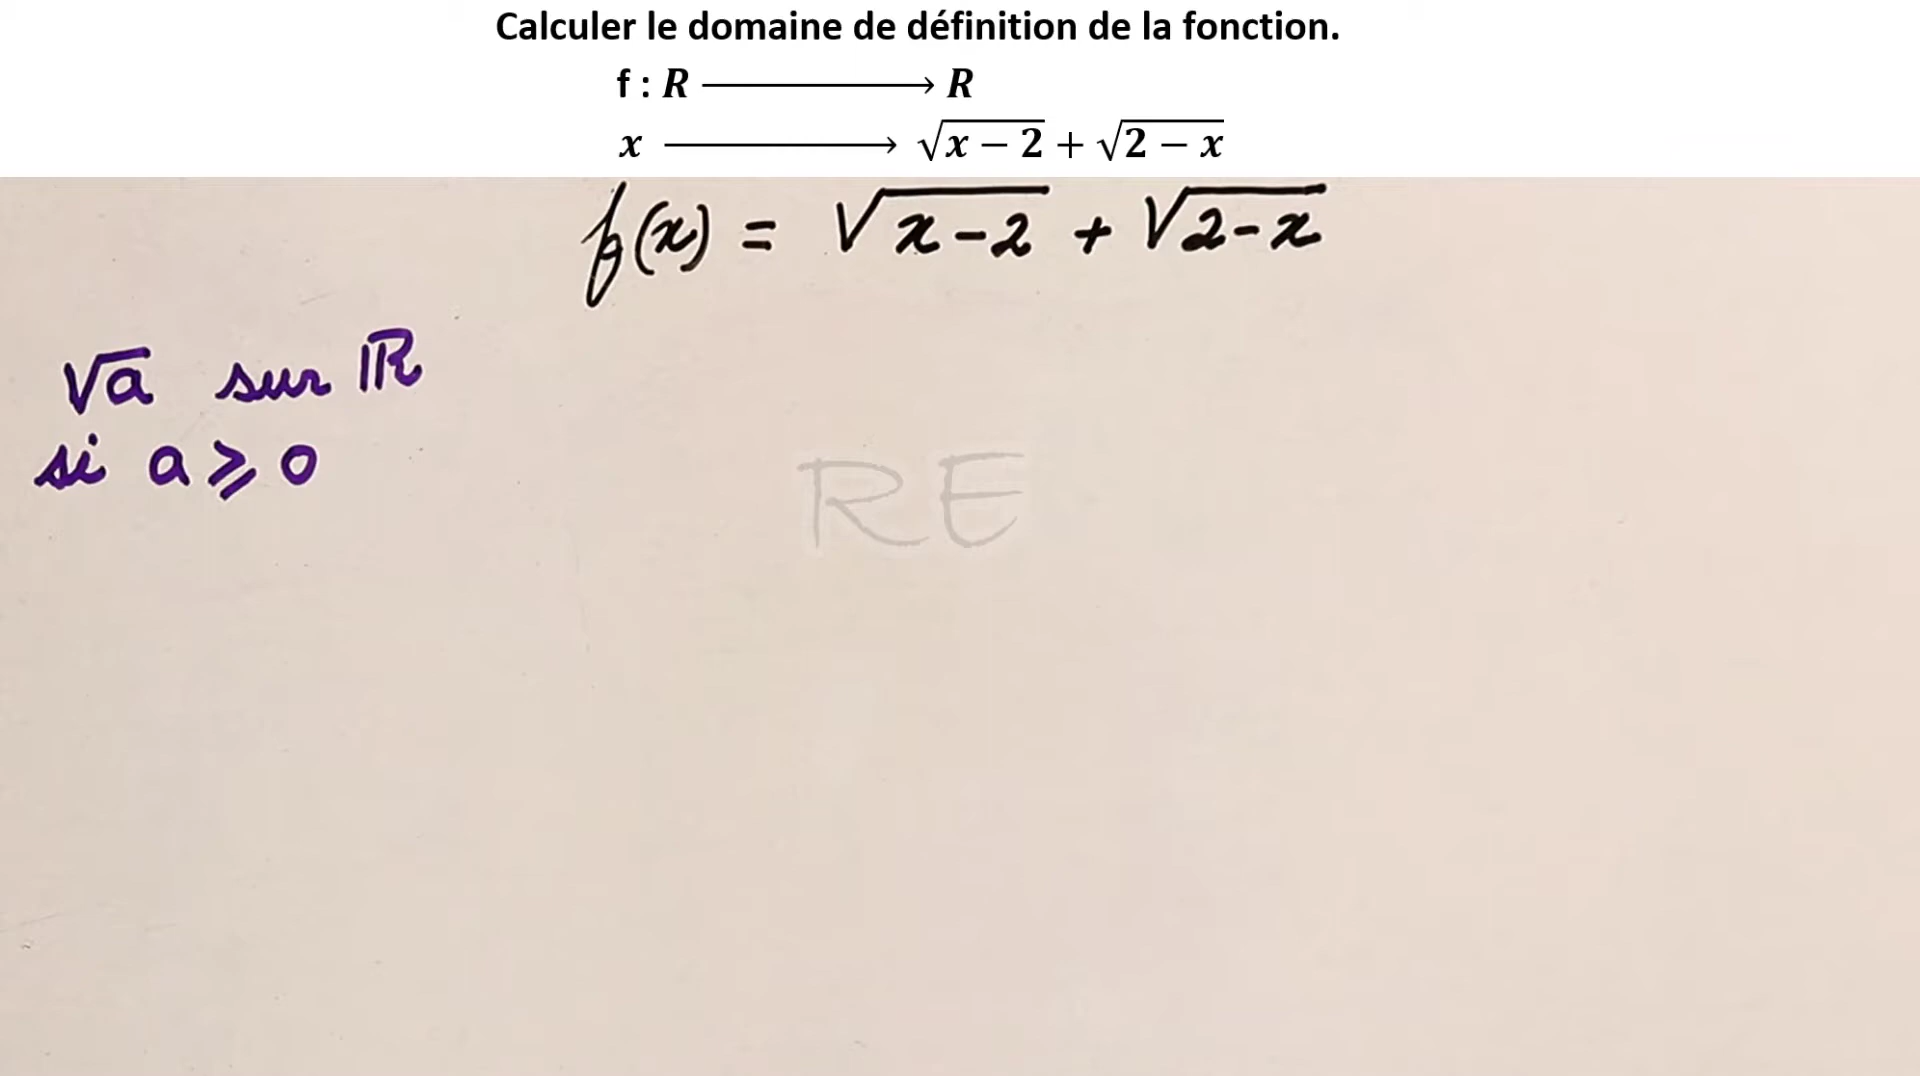 Calculer le domaine de définition de la fonction.
f : R ⟶ R
x ⟶ √(x − 2) + √(2 − x)
f(x) = √(x-2) + √(2-x)
√a sur ℝ
si a ⩾ 0
RE